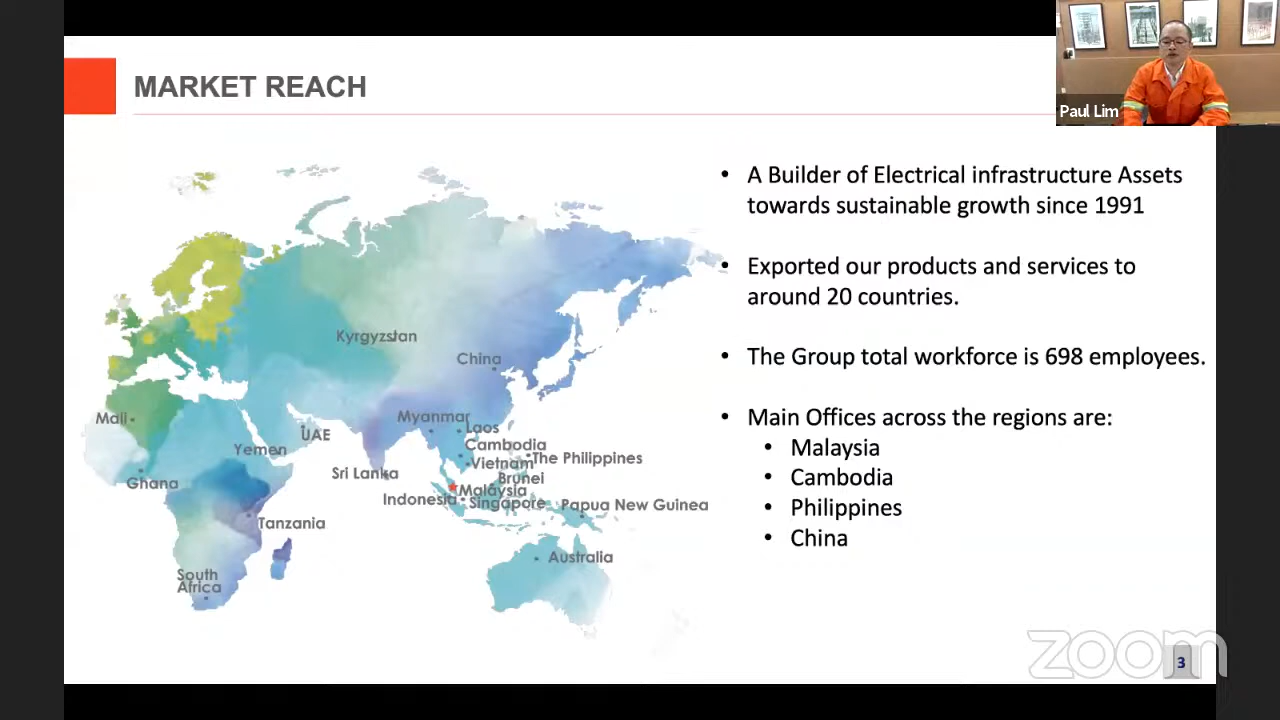 Paul Lim
MARKET REACH
• A Builder of Electrical infrastructure Assets
towards sustainable growth since 1991
• Exported our products and services to
around 20 countries.
• The Group total workforce is 698 employees.
• Main Offices across the regions are:
• Malaysia
• Cambodia
• Philippines
• China
Kyrgyzstan
China
Mali
Myanmar
Laos
UAE
Cambodia
Yemen
Vietnam
The Philippines
Sri Lanka
Brunei
Ghana
Malaysia
Indonesia
Singapore
Papua New Guinea
Tanzania
Australia
South
Africa
zoom
3